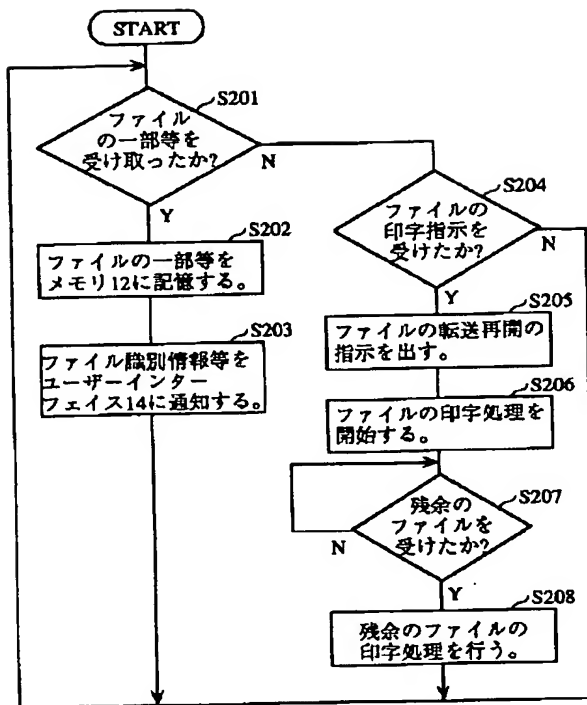 START
S201
ファイル
の一部等を
受け取ったか?
N
Y
S202
ファイルの一部等を
メモリ12に記憶する。
S203
ファイル識別情報等を
ユーザーインター
フェイス14に通知する。
S204
ファイルの
印字指示を
受けたか?
N
Y
S205
ファイルの転送再開の
指示を出す。
S206
ファイルの印字処理を
開始する。
S207
残余の
ファイルを
受けたか?
N
Y
S208
残余のファイルの
印字処理を行う。